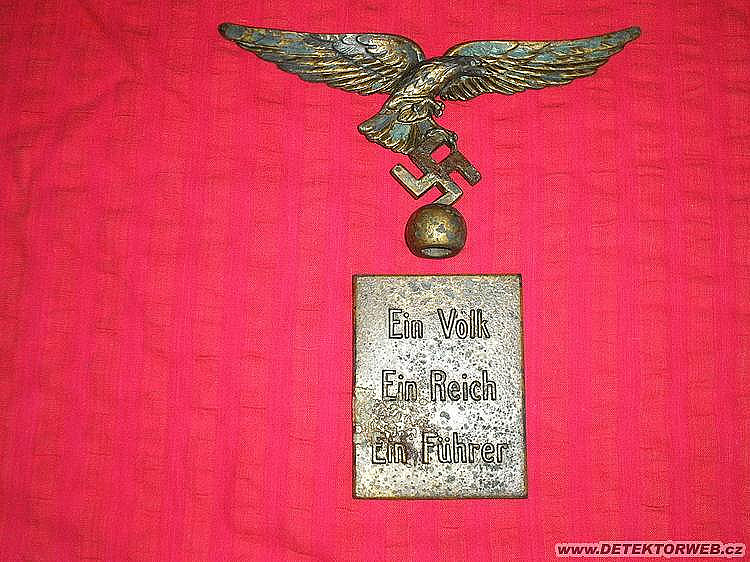 Ein Volk
Ein Reich
Ein Führer
www.DETEKTORWEB.cz